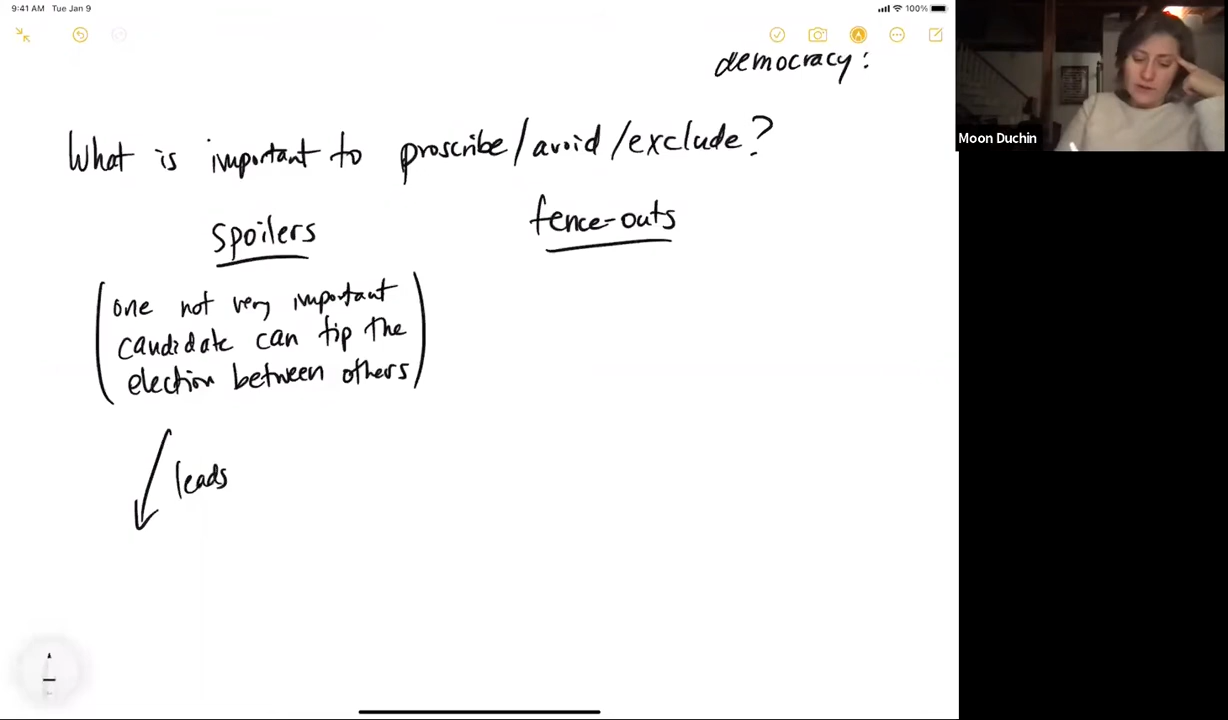 9:41 AM Tue Jan 9
100%
democracy:
What is important to proscribe/avoid/exclude?
spoilers
fence-outs
(one not very important
candidate can tip the
election between others)
leads
Moon Duchin